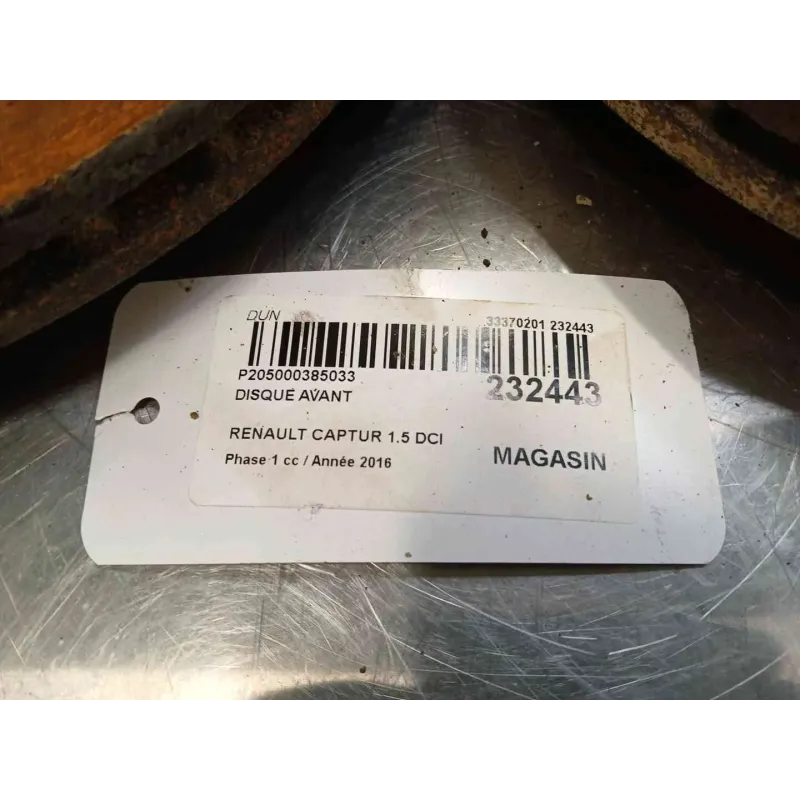 DUN
33370201 232443
P205000385033
232443
DISQUE AVANT
RENAULT CAPTUR 1.5 DCI
Phase 1 cc / Année 2016
MAGASIN